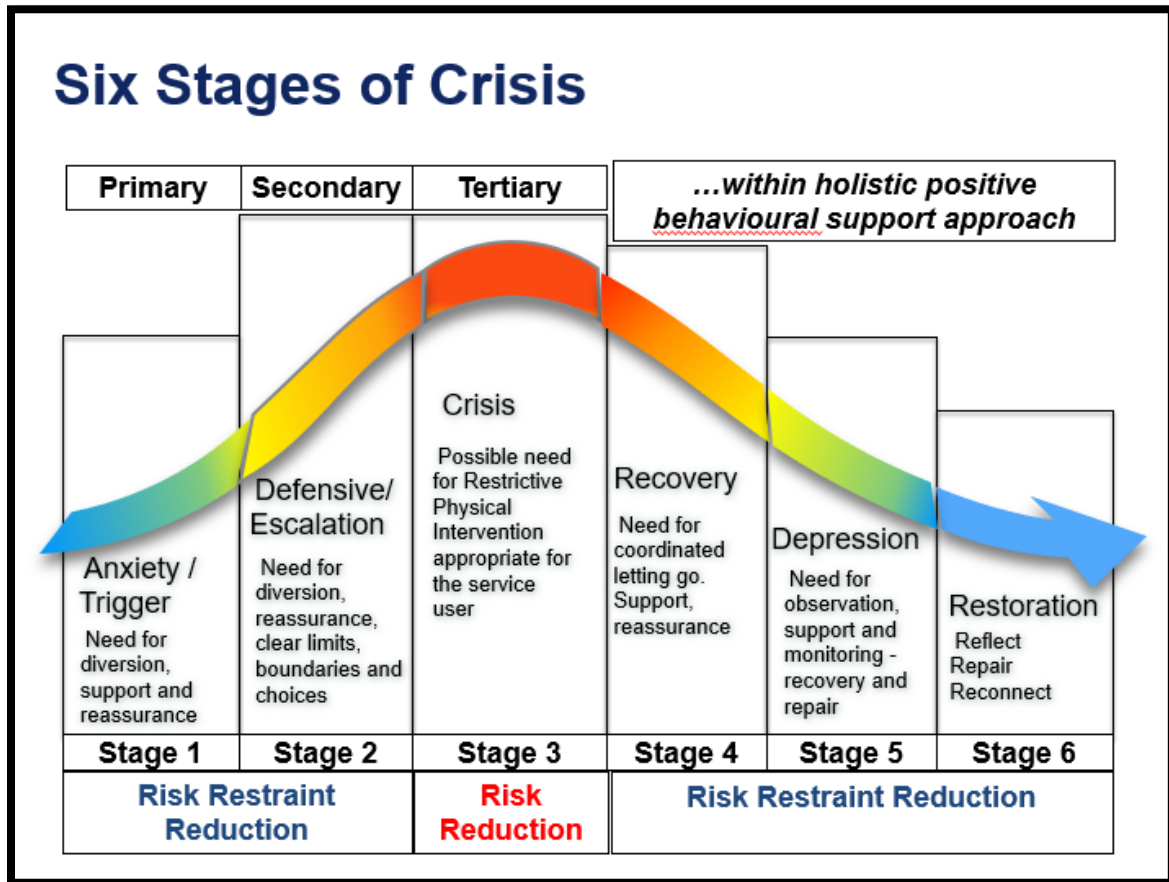 Six Stages of Crisis
Primary
Secondary
Tertiary
...within holistic positive
behavioural support approach
Anxiety /
Trigger
Need for
diversion,
support and
reassurance
Defensive/
Escalation
Need for
diversion,
reassurance,
clear limits,
boundaries and
choices
Crisis
Possible need
for Restrictive
Physical
Intervention
appropriate for
the service
user
Recovery
Need for
coordinated
letting go.
Support,
reassurance
Depression
Need for
observation,
support and
monitoring -
recovery and
repair
Restoration
Reflect
Repair
Reconnect
Stage 1
Stage 2
Stage 3
Stage 4
Stage 5
Stage 6
Risk Restraint
Reduction
Risk
Reduction
Risk Restraint Reduction